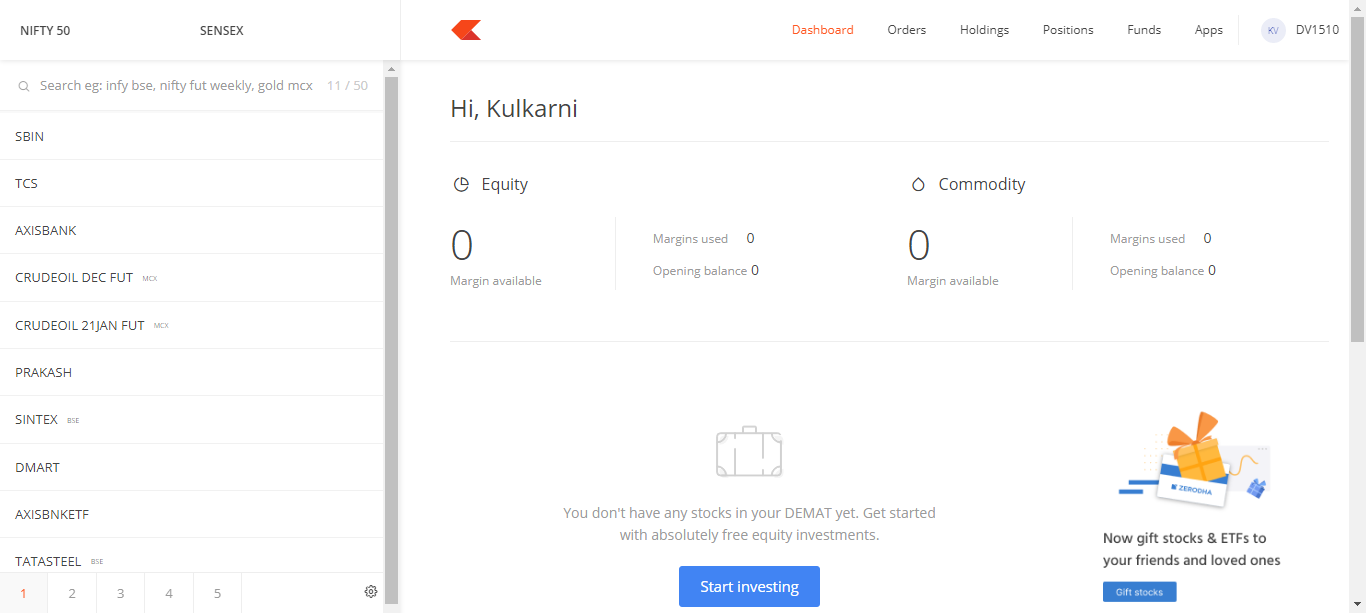 NIFTY 50
SENSEX
Dashboard
Orders
Holdings
Positions
Funds
Apps
KV
DV1510
Search eg: infy bse, nifty fut weekly, gold mcx
11 / 50
SBIN
TCS
AXISBANK
CRUDEOIL DEC FUT MCX
CRUDEOIL 21JAN FUT MCX
PRAKASH
SINTEX BSE
DMART
AXISBNKETF
TATASTEEL BSE
1
2
3
4
5
Hi, Kulkarni
Equity
0
Margin available
Margins used 0
Opening balance 0
Commodity
0
Margin available
Margins used 0
Opening balance 0
You don't have any stocks in your DEMAT yet. Get started
with absolutely free equity investments.
Start investing
ZERODHA
Now gift stocks & ETFs to
your friends and loved ones
Gift stocks